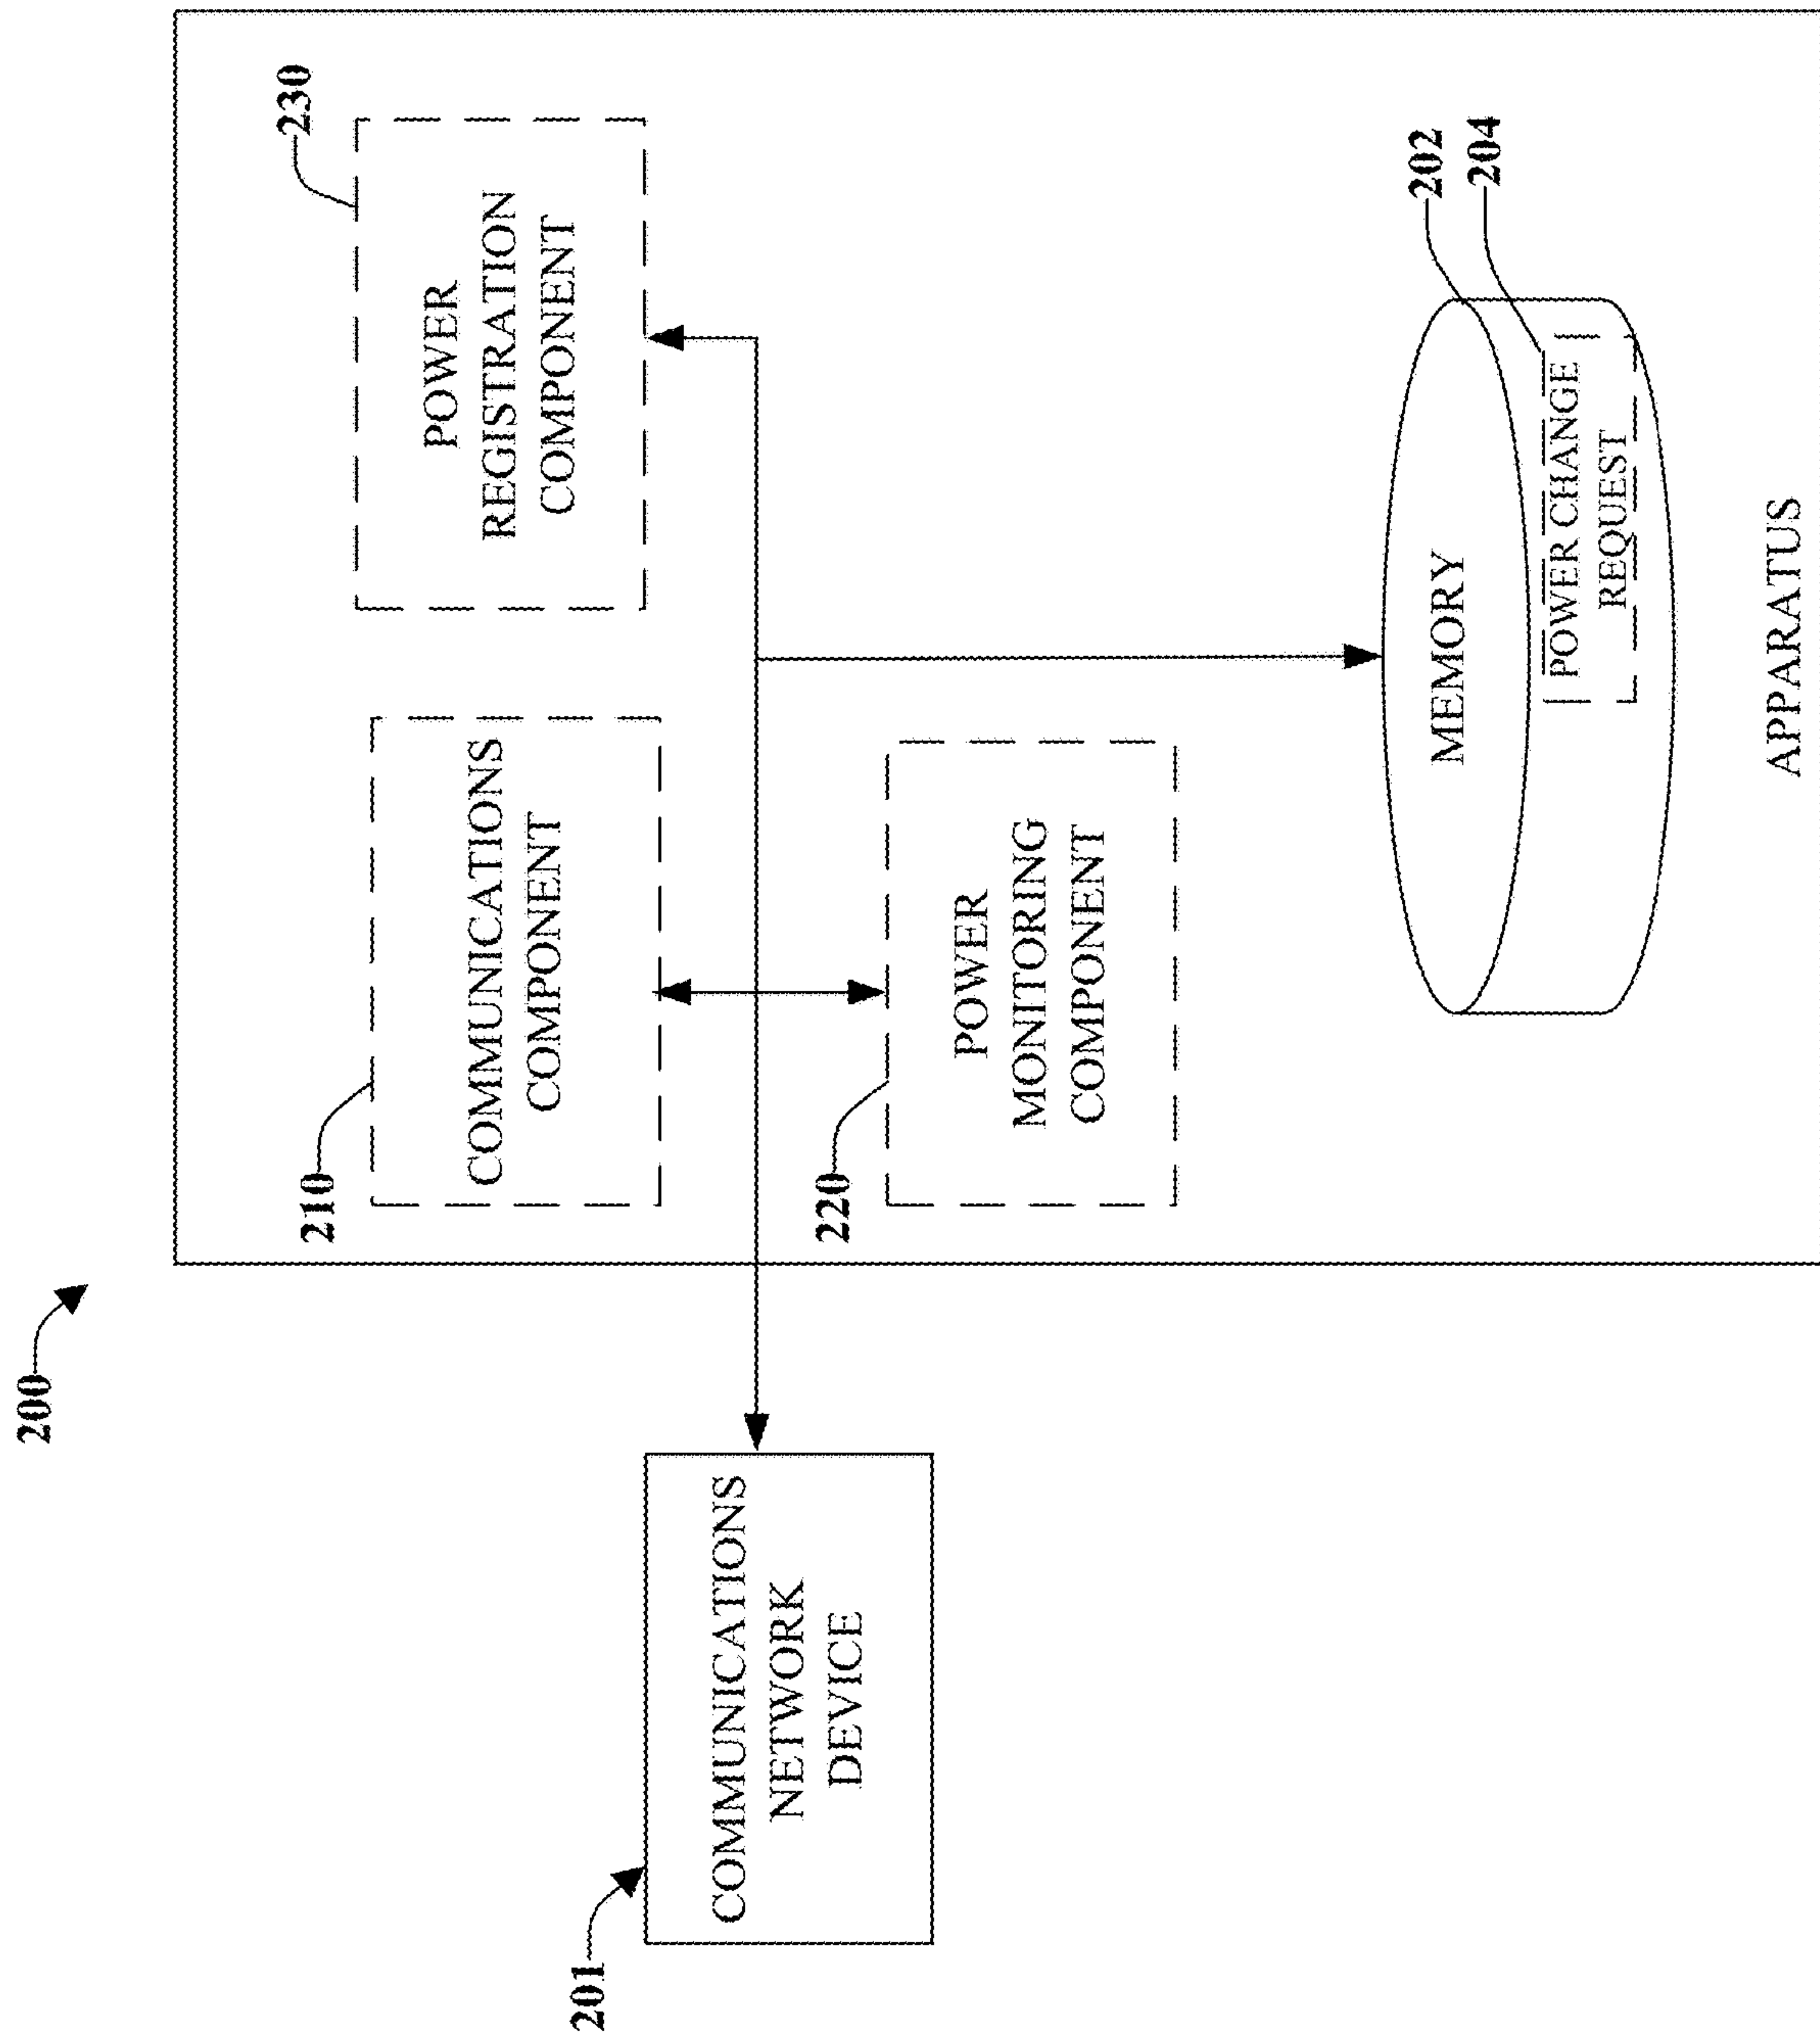 200
201
COMMUNICATIONS
NETWORK
DEVICE
210
COMMUNICATIONS
COMPONENT
230
POWER
REGISTRATION
COMPONENT
220
POWER
MONITORING
COMPONENT
202
204
MEMORY
POWER CHANGE
REQUEST
APPARATUS